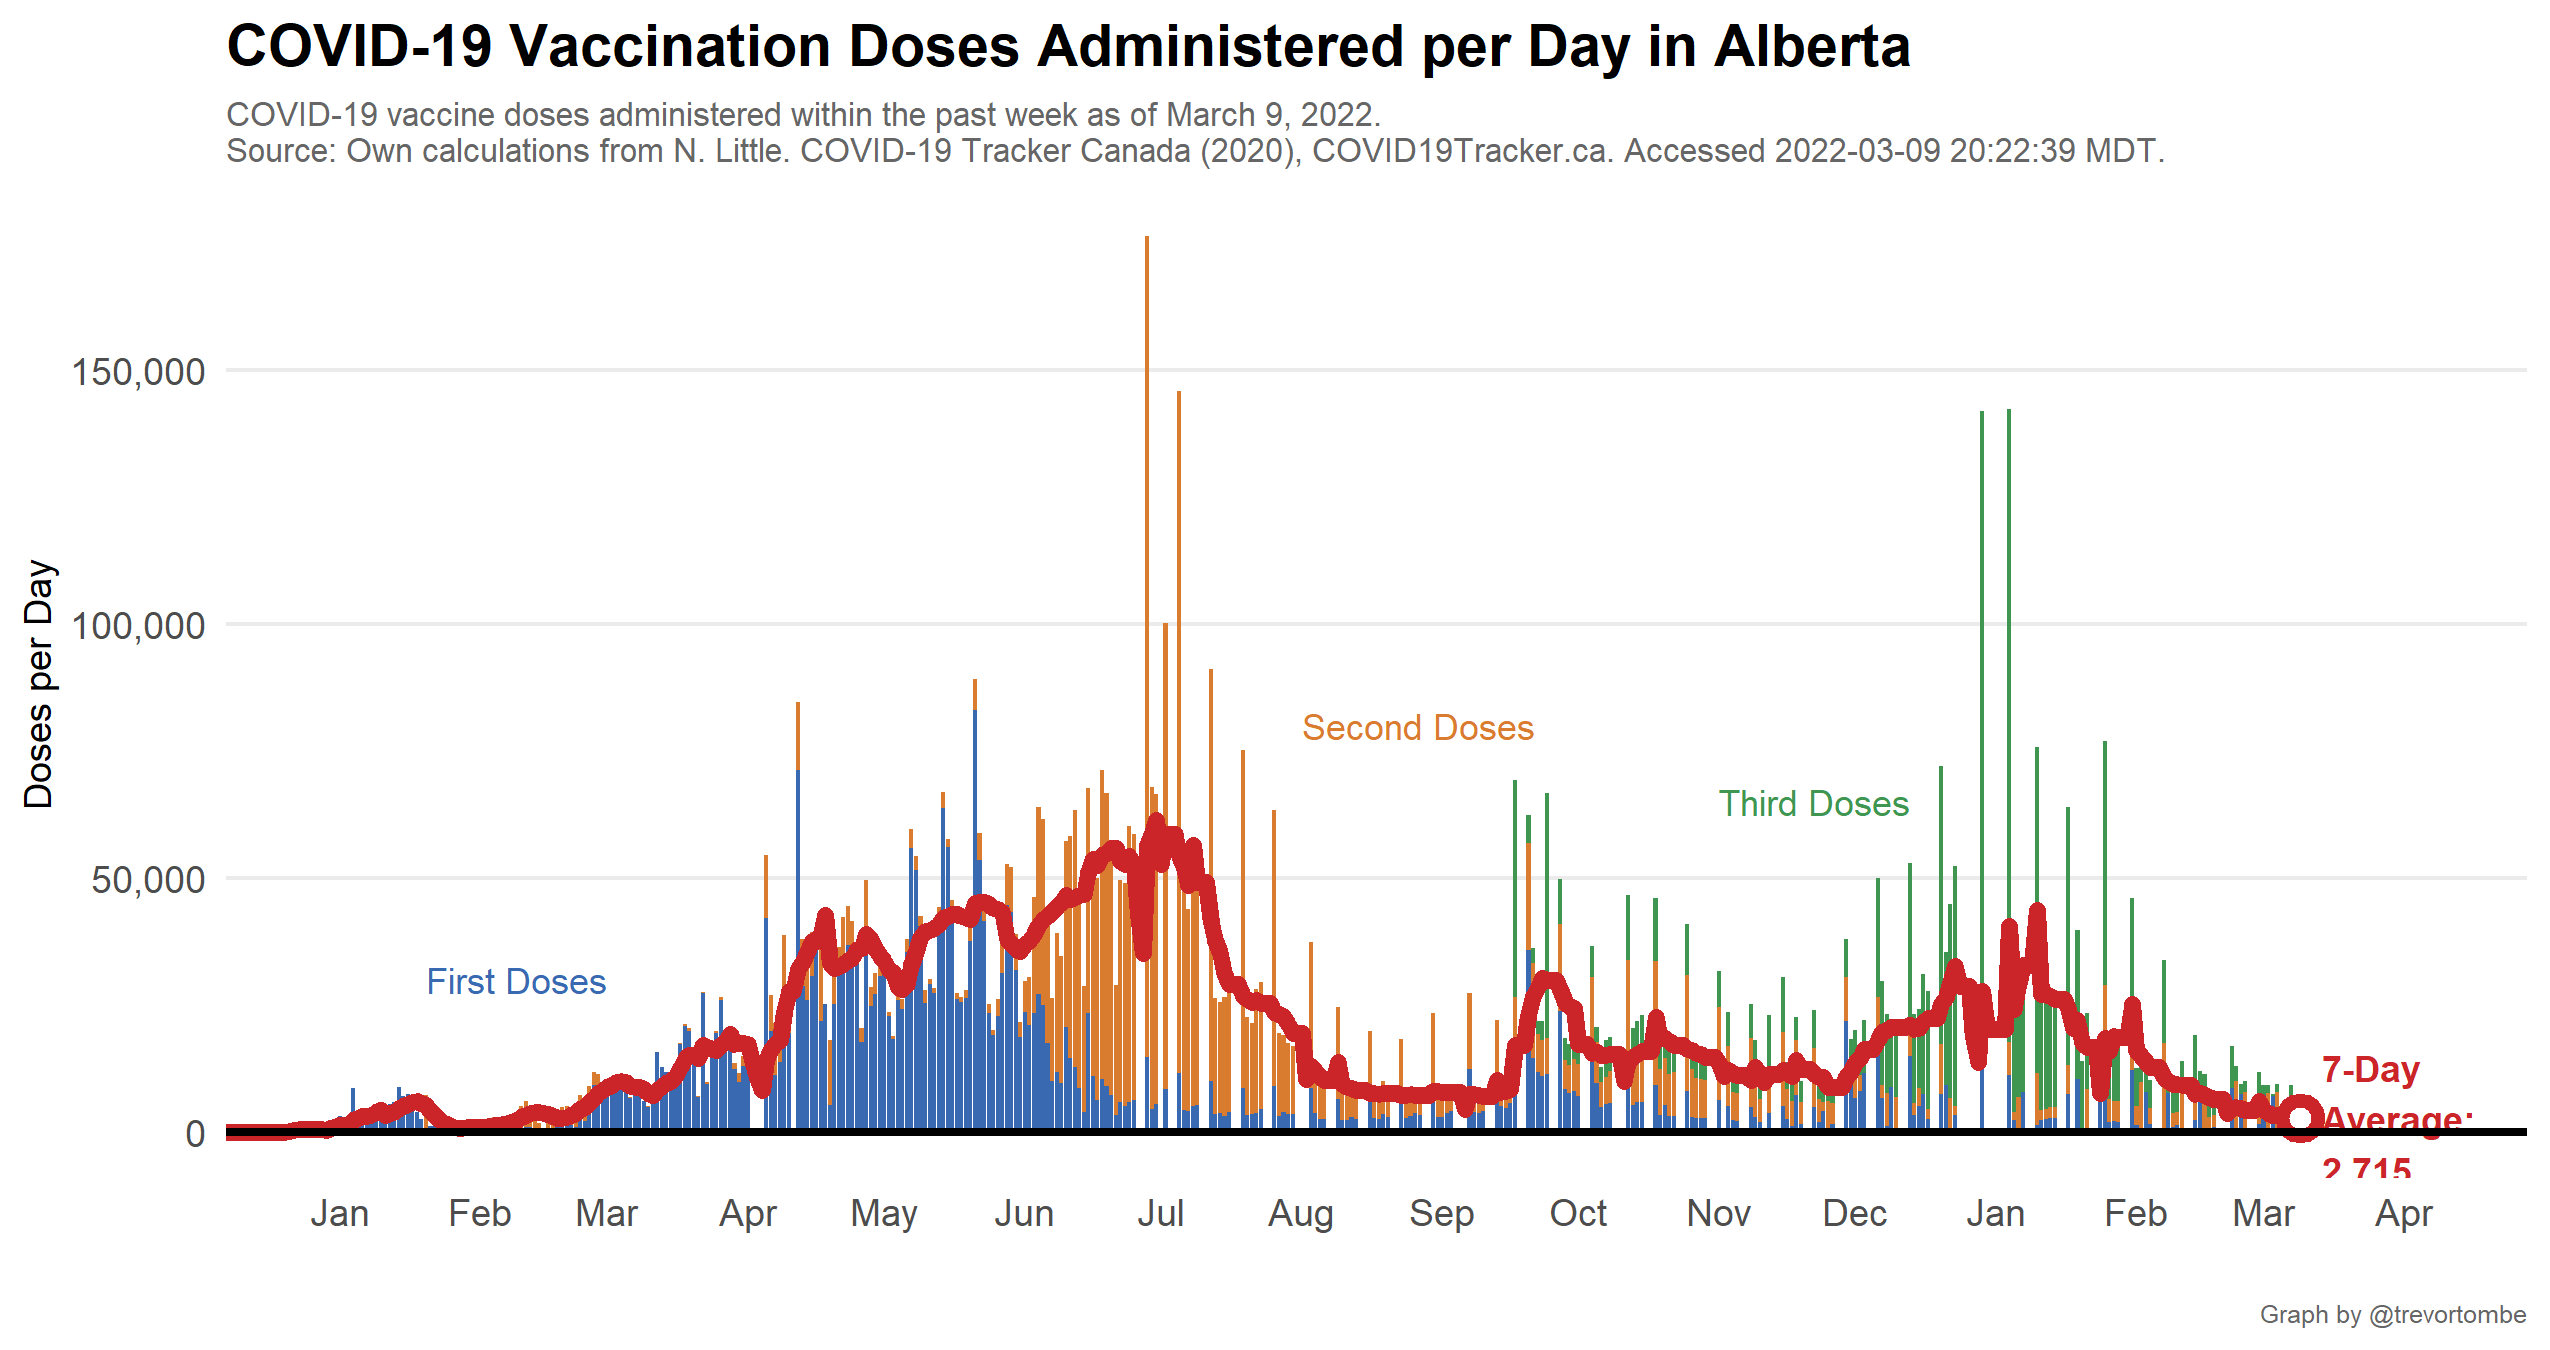 COVID-19 Vaccination Doses Administered per Day in Alberta
COVID-19 vaccine doses administered within the past week as of March 9, 2022.
Source: Own calculations from N. Little. COVID-19 Tracker Canada (2020), COVID19Tracker.ca. Accessed 2022-03-09 20:22:39 MDT.
Doses per Day
150,000
100,000
50,000
0
First Doses
Second Doses
Third Doses
7-Day
Average:
2,715
Jan Feb Mar Apr May Jun Jul Aug Sep Oct Nov Dec Jan Feb Mar Apr
Graph by @trevortombe